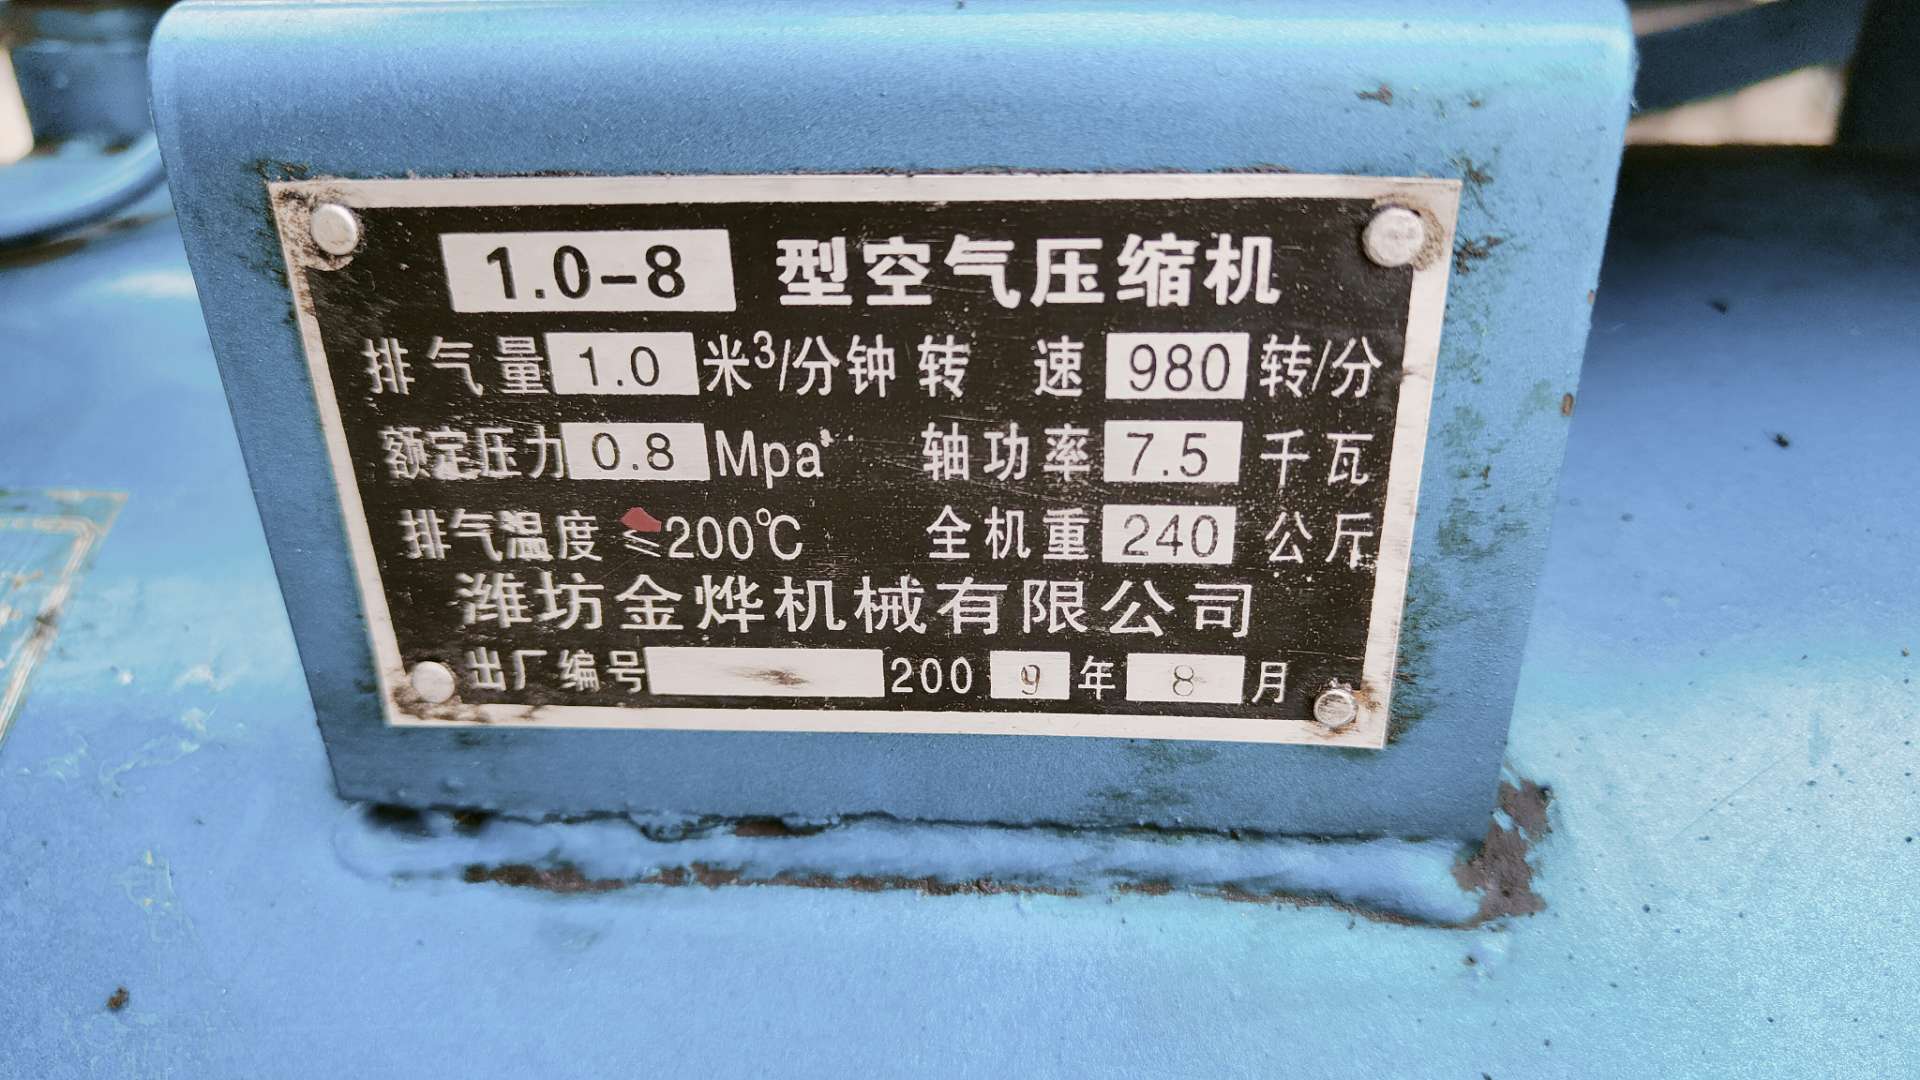 1.0-8 型空气压缩机
排气量 1.0 米³/分钟 转 速 980 转/分
额定压力 0.8 Mpa 轴功率 7.5 千瓦
排气温度 ≤200℃ 全机重 240 公斤
潍坊金烨机械有限公司
出厂编号 200 9 年 8 月